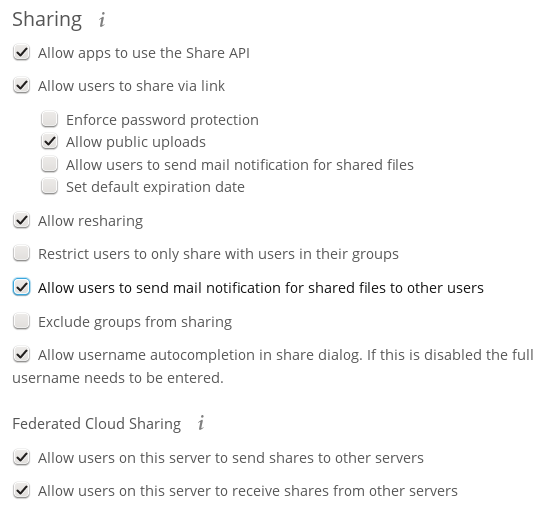 Sharing i
Allow apps to use the Share API
Allow users to share via link
Enforce password protection
Allow public uploads
Allow users to send mail notification for shared files
Set default expiration date
Allow resharing
Restrict users to only share with users in their groups
Allow users to send mail notification for shared files to other users
Exclude groups from sharing
Allow username autocompletion in share dialog. If this is disabled the full
username needs to be entered.
Federated Cloud Sharing i
Allow users on this server to send shares to other servers
Allow users on this server to receive shares from other servers